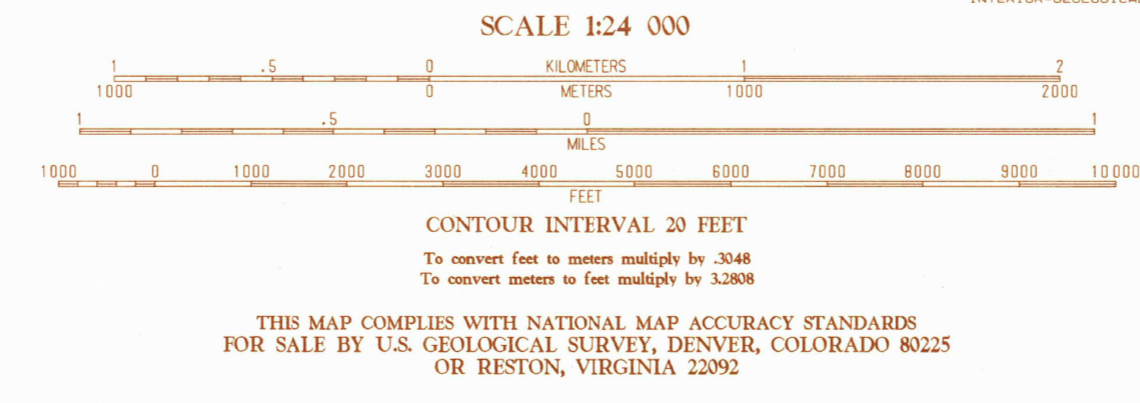 INTERIOR-GEOLOGICAL
SCALE 1:24 000
1 .5 0 KILOMETERS 1 2
1000 0 METERS 1000 2000
1 .5 0 1
MILES
1000 0 1000 2000 3000 4000 5000 6000 7000 8000 9000 10 000
FEET
CONTOUR INTERVAL 20 FEET
To convert feet to meters multiply by .3048
To convert meters to feet multiply by 3.2808
THIS MAP COMPLIES WITH NATIONAL MAP ACCURACY STANDARDS
FOR SALE BY U.S. GEOLOGICAL SURVEY, DENVER, COLORADO 80225
OR RESTON, VIRGINIA 22092